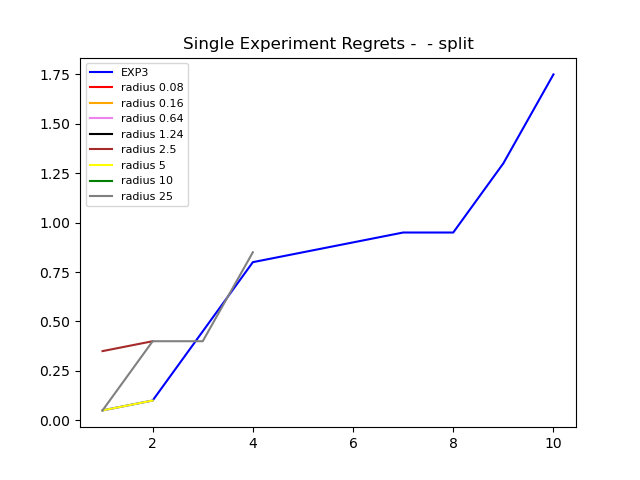 Single Experiment Regrets -  - split
EXP3
radius 0.08
radius 0.16
radius 0.64
radius 1.24
radius 2.5
radius 5
radius 10
radius 25
1.75
1.50
1.25
1.00
0.75
0.50
0.25
0.00
2 4 6 8 10